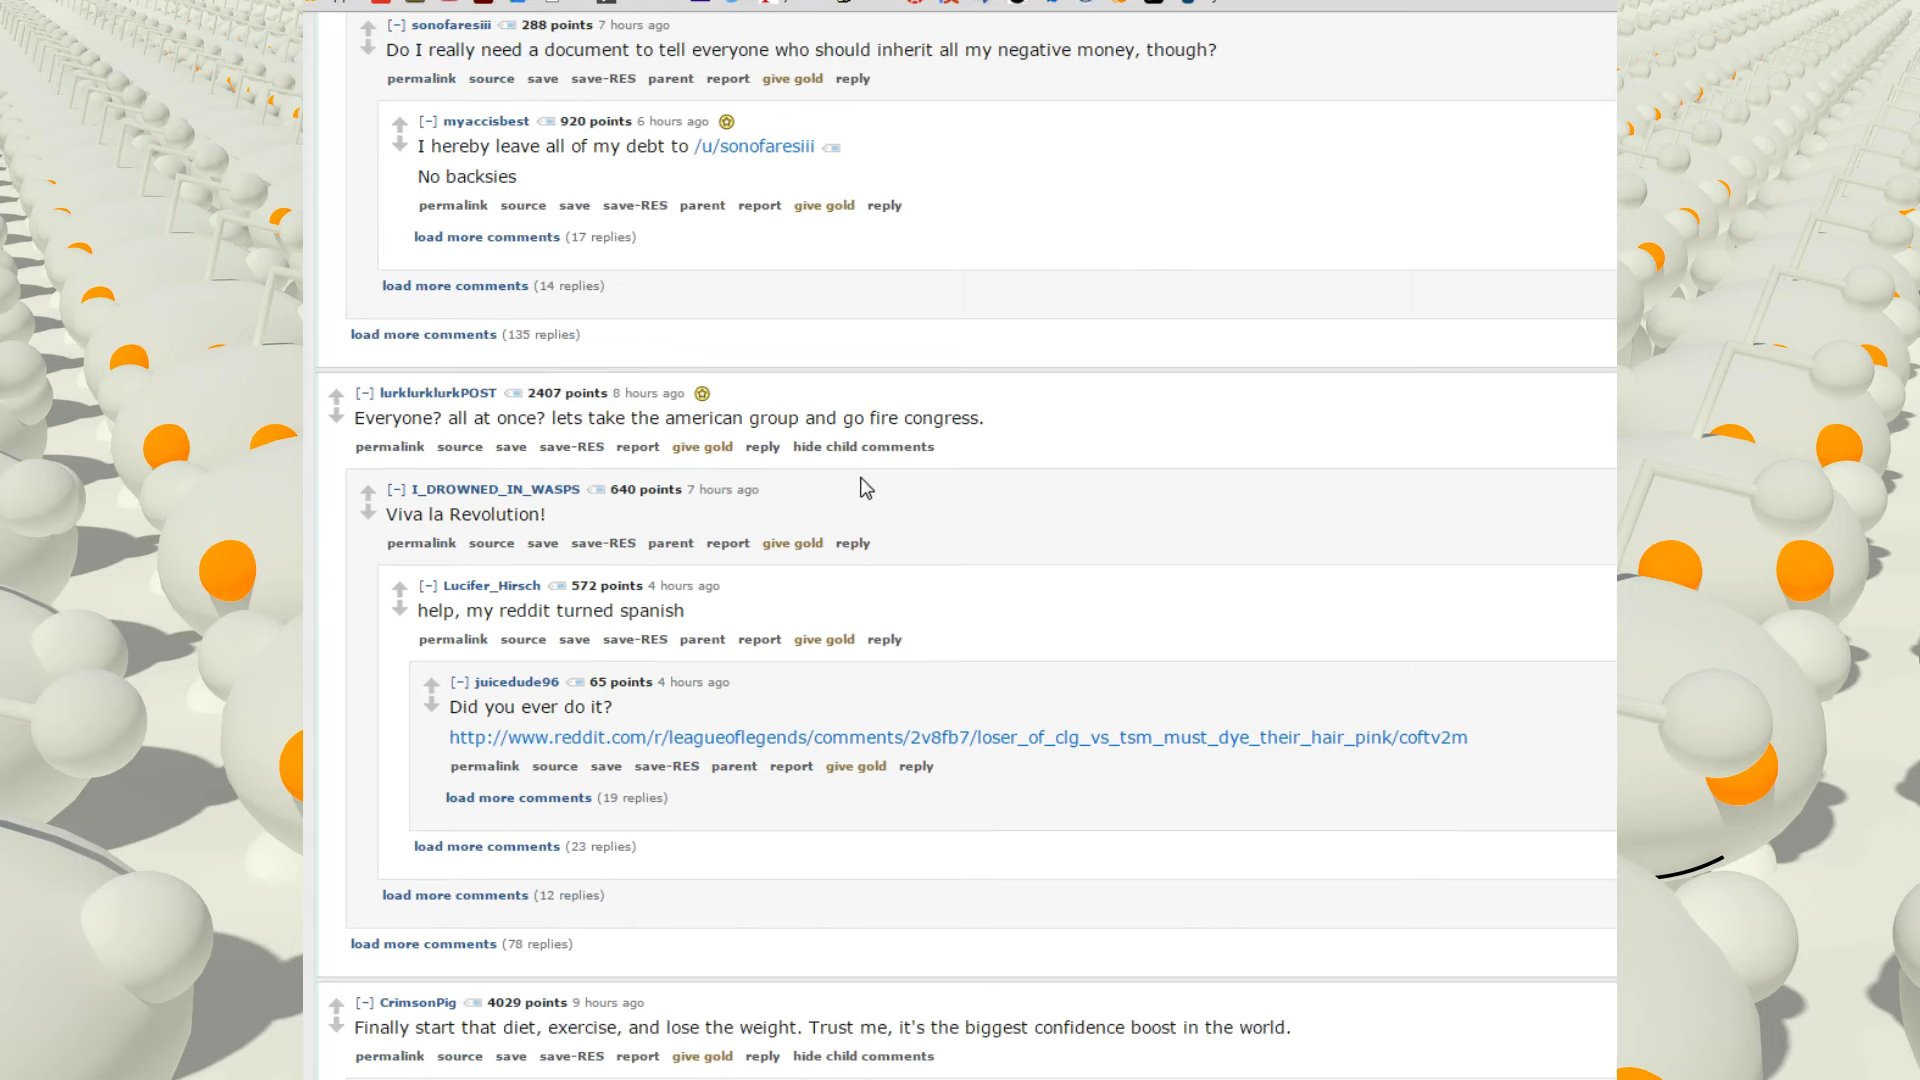 [-] sonofaresiii 288 points 7 hours ago
Do I really need a document to tell everyone who should inherit all my negative money, though?
permalink source save save-RES parent report give gold reply
[-] myaccisbest 920 points 6 hours ago
I hereby leave all of my debt to /u/sonofaresiii
No backsies
permalink source save save-RES parent report give gold reply
load more comments (17 replies)
load more comments (14 replies)
load more comments (135 replies)
[-] lurklurklurkPOST 2407 points 8 hours ago
Everyone? all at once? lets take the american group and go fire congress.
permalink source save save-RES report give gold reply hide child comments
[-] I_DROWNED_IN_WASPS 640 points 7 hours ago
Viva la Revolution!
permalink source save save-RES parent report give gold reply
[-] Lucifer_Hirsch 572 points 4 hours ago
help, my reddit turned spanish
permalink source save save-RES parent report give gold reply
[-] juicedude96 65 points 4 hours ago
Did you ever do it?
http://www.reddit.com/r/leagueoflegends/comments/2v8fb7/loser_of_clg_vs_tsm_must_dye_their_hair_pink/coftv2m
permalink source save save-RES parent report give gold reply
load more comments (19 replies)
load more comments (23 replies)
load more comments (12 replies)
load more comments (78 replies)
[-] CrimsonPig 4029 points 9 hours ago
Finally start that diet, exercise, and lose the weight. Trust me, it's the biggest confidence boost in the world.
permalink source save save-RES report give gold reply hide child comments